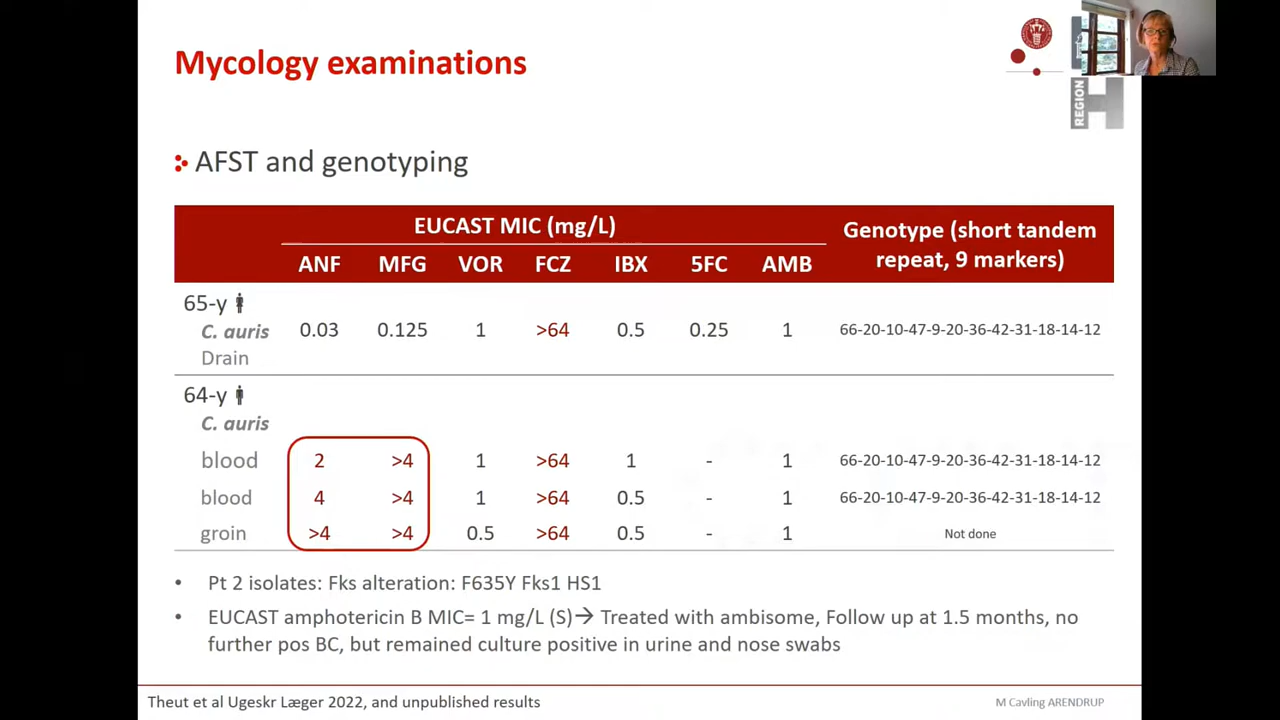 Mycology examinations
REGION H
AFST and genotyping
EUCAST MIC (mg/L)
Genotype (short tandem
repeat, 9 markers)
ANF MFG VOR FCZ IBX 5FC AMB
65-y
C. auris 0.03 0.125 1 >64 0.5 0.25 1 66-20-10-47-9-20-36-42-31-18-14-12
Drain
64-y
C. auris
blood 2 >4 1 >64 1 - 1 66-20-10-47-9-20-36-42-31-18-14-12
blood 4 >4 1 >64 0.5 - 1 66-20-10-47-9-20-36-42-31-18-14-12
groin >4 >4 0.5 >64 0.5 - 1 Not done
• Pt 2 isolates: Fks alteration: F635Y Fks1 HS1
• EUCAST amphotericin B MIC= 1 mg/L (S)→ Treated with ambisome, Follow up at 1.5 months, no
further pos BC, but remained culture positive in urine and nose swabs
Theut et al Ugeskr Læger 2022, and unpublished results
M Cavling ARENDRUP